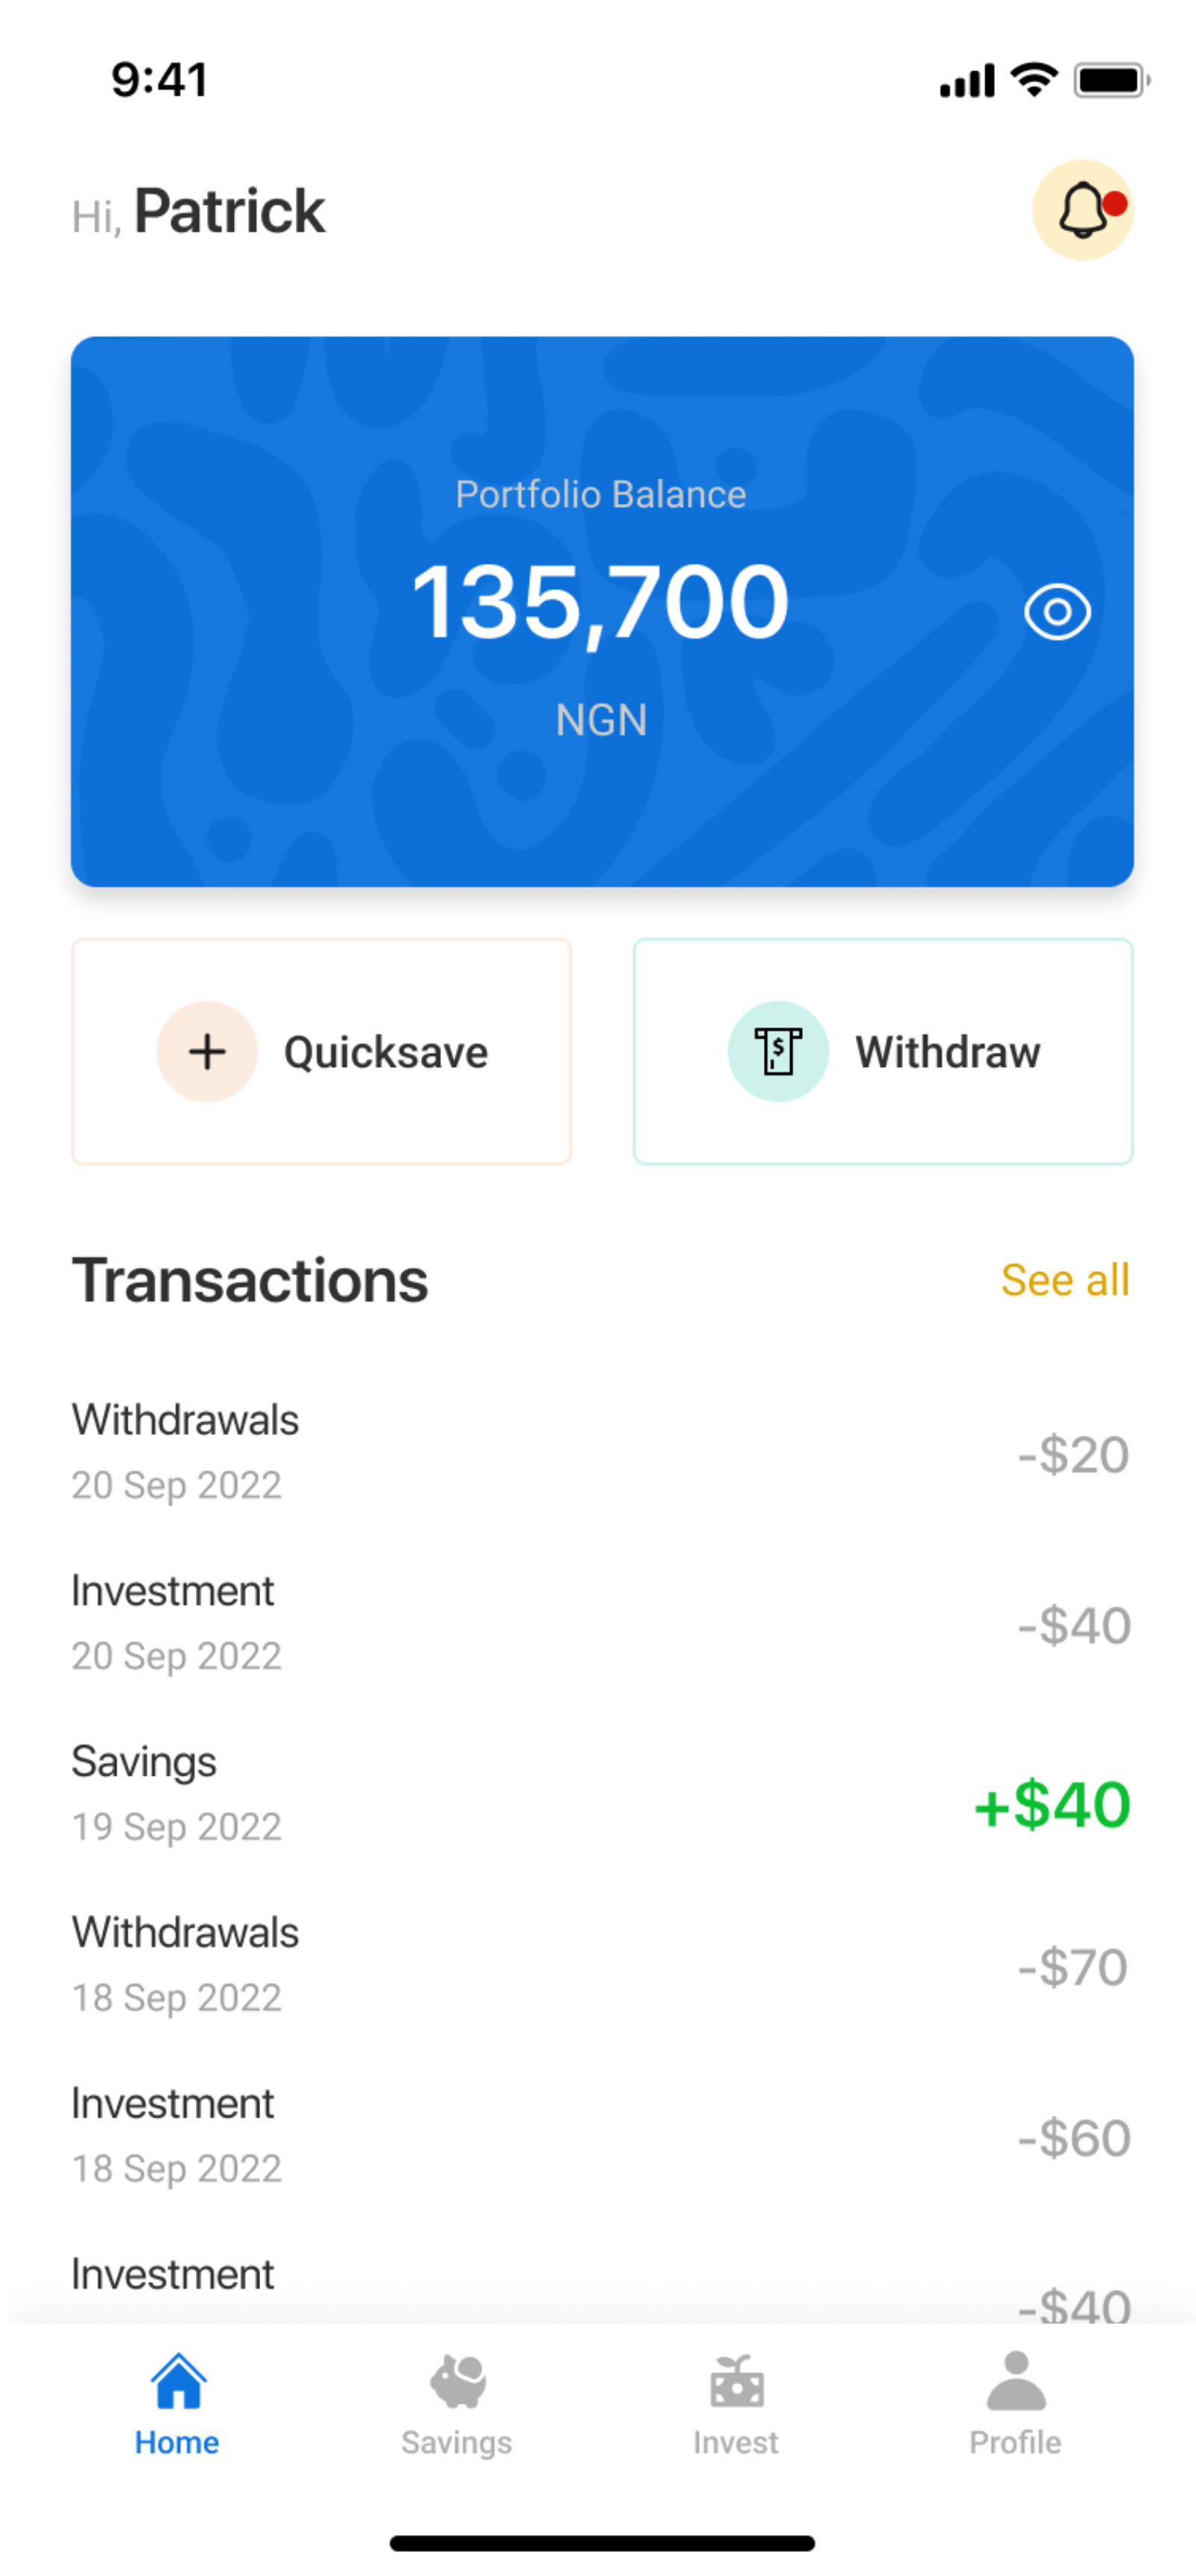 9:41
Hi, Patrick
Portfolio Balance
135,700
NGN
Quicksave
$
Withdraw
Transactions
See all
Withdrawals
-$20
20 Sep 2022
Investment
-$40
20 Sep 2022
Savings
+$40
19 Sep 2022
Withdrawals
-$70
18 Sep 2022
Investment
-$60
18 Sep 2022
Investment
-$40
Home
Savings
Invest
Profile